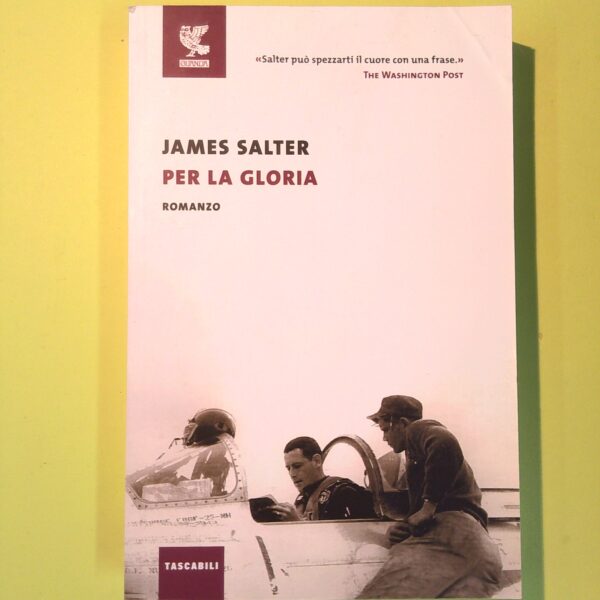 GUANDA
«Salter può spezzarti il cuore con una frase.»
THE WASHINGTON POST
JAMES SALTER
PER LA GLORIA
ROMANZO
TASCABILI